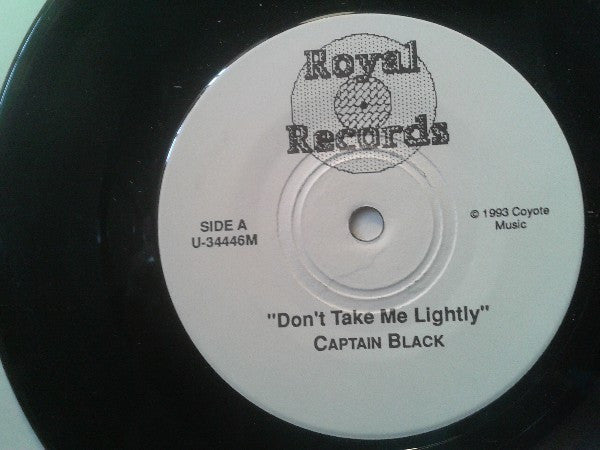 Royal
Records
SIDE A
U-34446M
© 1993 Coyote
Music
"Don't Take Me Lightly"
CAPTAIN BLACK